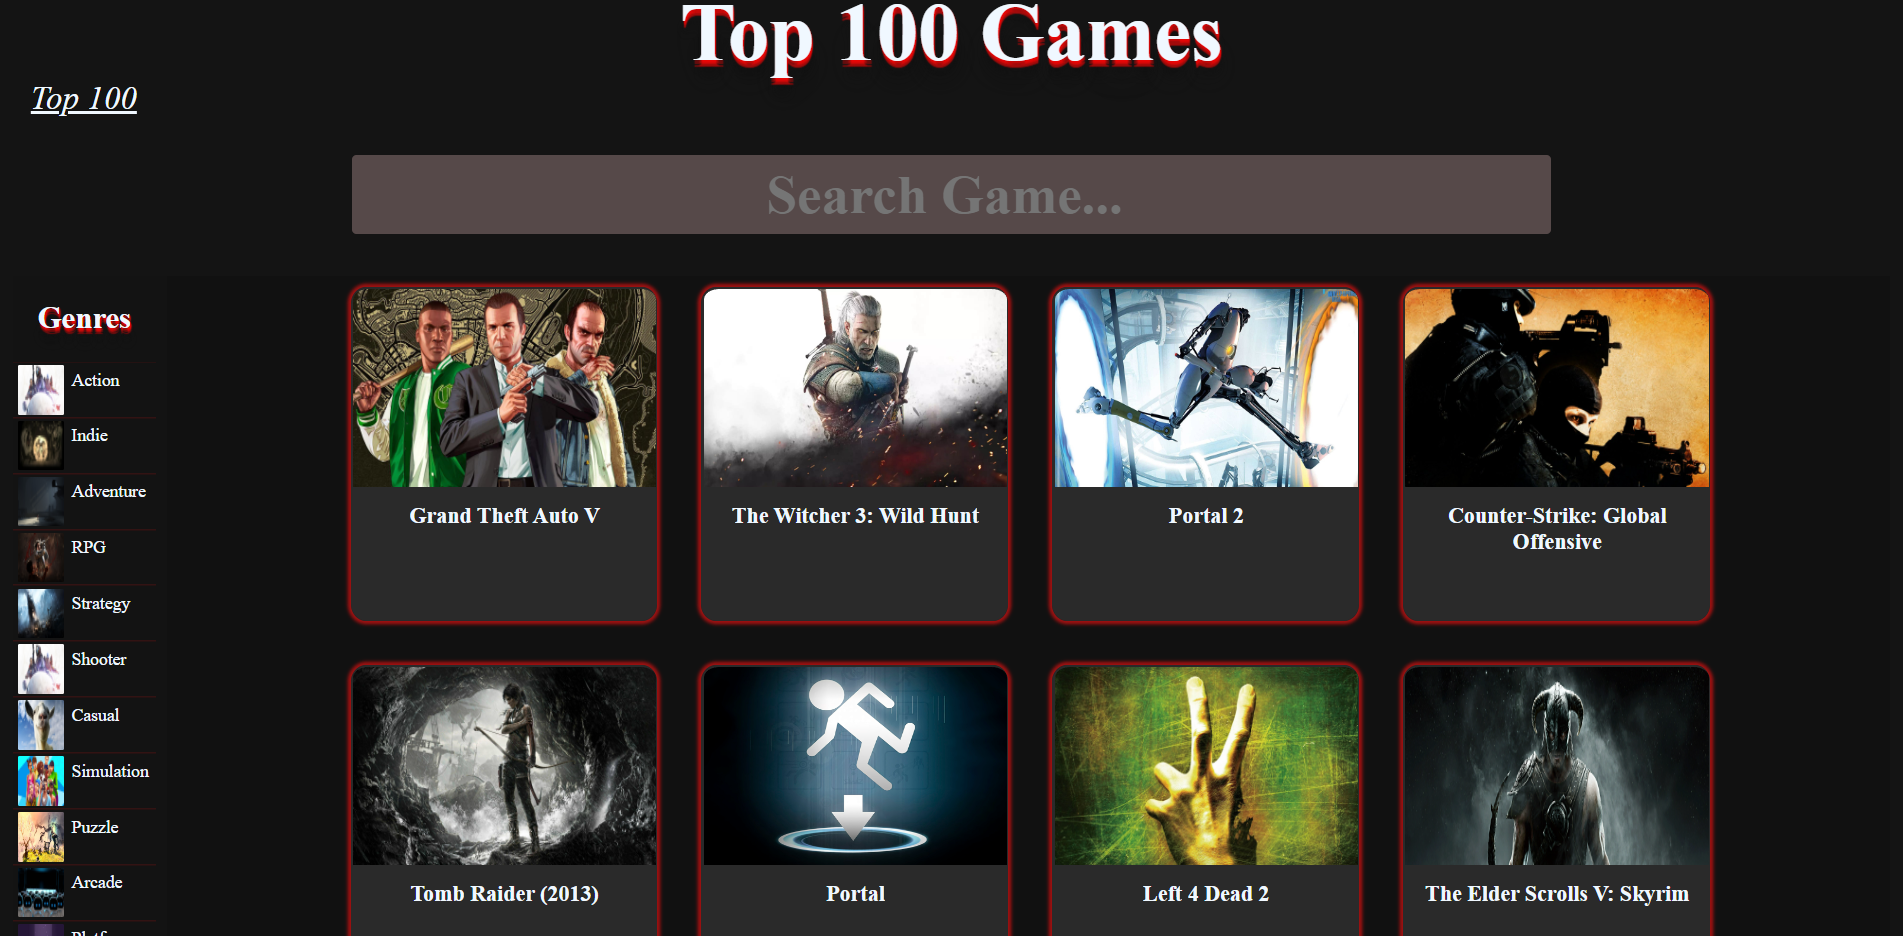 Top 100 Games
Top 100
Search Game...
Genres
Action
Indie
Adventure
RPG
Strategy
Shooter
Casual
Simulation
Puzzle
Arcade
Grand Theft Auto V
The Witcher 3: Wild Hunt
Portal 2
Counter-Strike: Global
Offensive
Tomb Raider (2013)
Portal
Left 4 Dead 2
The Elder Scrolls V: Skyrim